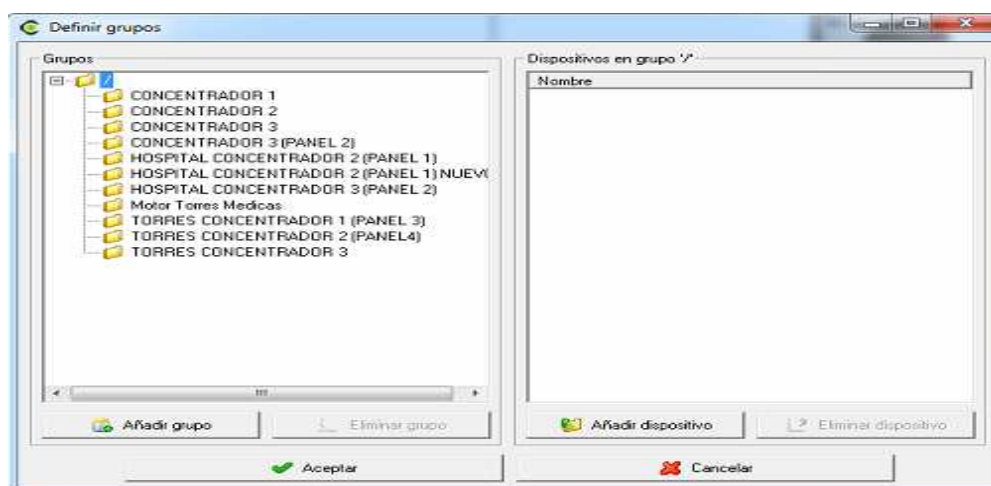 Definir grupos
Grupos
/
CONCENTRADOR 1
CONCENTRADOR 2
CONCENTRADOR 3
CONCENTRADOR 3 (PANEL 2)
HOSPITAL CONCENTRADOR 2 (PANEL 1)
HOSPITAL CONCENTRADOR 2 (PANEL 1) NUEV(
HOSPITAL CONCENTRADOR 3 (PANEL 2)
Motor Torres Medicas
TORRES CONCENTRADOR 1 (PANEL 3)
TORRES CONCENTRADOR 2 (PANEL4)
TORRES CONCENTRADOR 3
Añadir grupo
Eliminar grupo
Dispositivos en grupo '/'
Nombre
Añadir dispositivo
Eliminar dispositivo
Aceptar
Cancelar